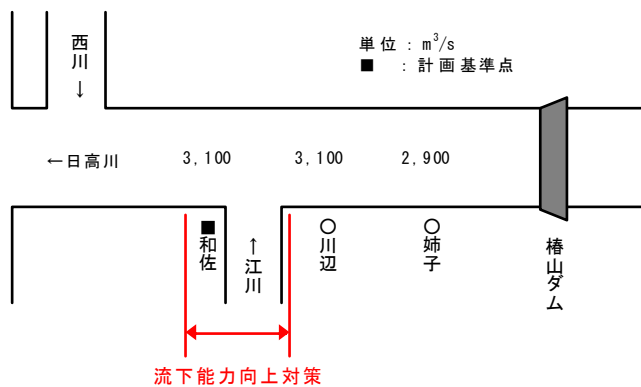 西川
↓
単位：m³/s
■：計画基準点
←日高川
3,100
3,100
2,900
■和佐
↑江川
○川辺
○姉子
椿山ダム
流下能力向上対策